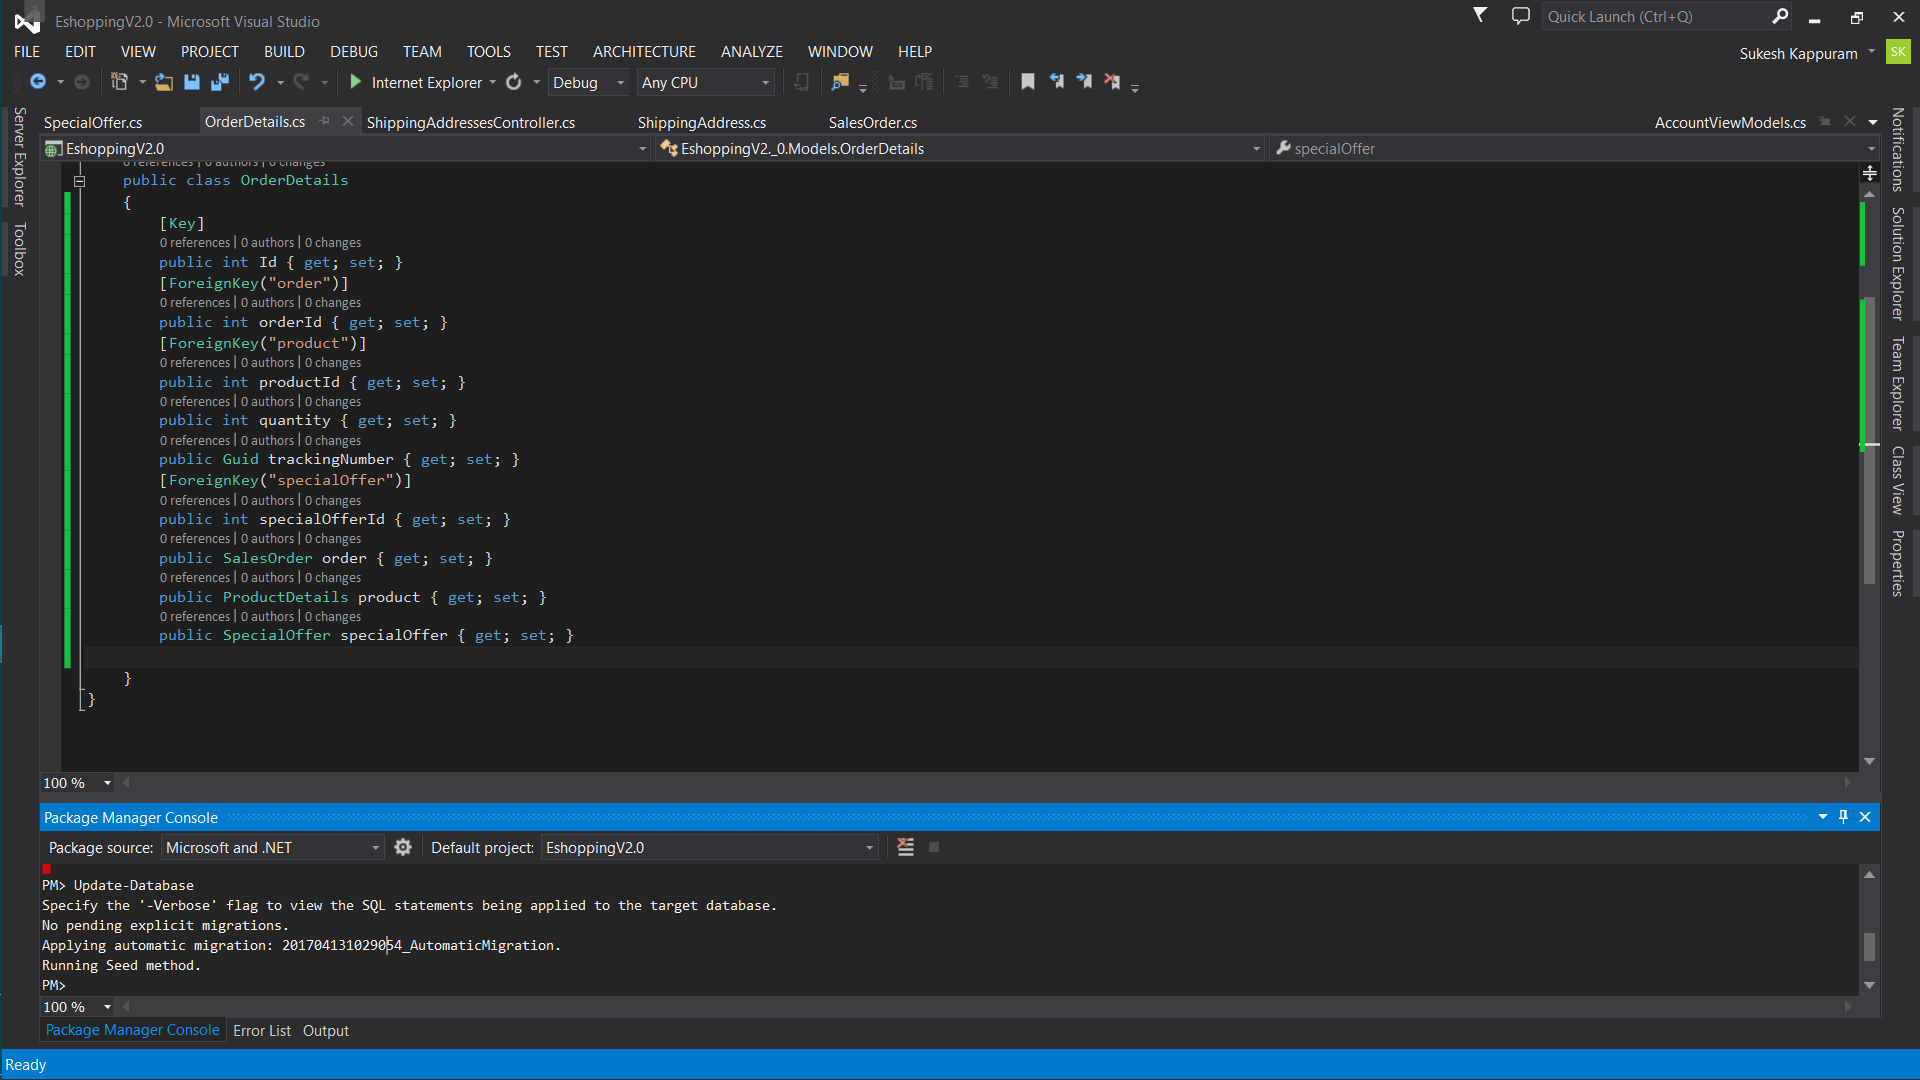 EshoppingV2.0 - Microsoft Visual Studio
Quick Launch (Ctrl+Q)
FILE EDIT VIEW PROJECT BUILD DEBUG TEAM TOOLS TEST ARCHITECTURE ANALYZE WINDOW HELP
Sukesh Kappuram SK
Internet Explorer Debug Any CPU
SpecialOffer.cs OrderDetails.cs ShippingAddressesController.cs ShippingAddress.cs SalesOrder.cs AccountViewModels.cs
EshoppingV2.0 EshoppingV2._0.Models.OrderDetails specialOffer
Server Explorer
Toolbox
Notifications
Solution Explorer
Team Explorer
Class View
Properties
0 references | 0 authors | 0 changes
public class OrderDetails
{
[Key]
0 references | 0 authors | 0 changes
public int Id { get; set; }
[ForeignKey("order")]
0 references | 0 authors | 0 changes
public int orderId { get; set; }
[ForeignKey("product")]
0 references | 0 authors | 0 changes
public int productId { get; set; }
0 references | 0 authors | 0 changes
public int quantity { get; set; }
0 references | 0 authors | 0 changes
public Guid trackingNumber { get; set; }
[ForeignKey("specialOffer")]
0 references | 0 authors | 0 changes
public int specialOfferId { get; set; }
0 references | 0 authors | 0 changes
public SalesOrder order { get; set; }
0 references | 0 authors | 0 changes
public ProductDetails product { get; set; }
0 references | 0 authors | 0 changes
public SpecialOffer specialOffer { get; set; }
}
}
100 %
Package Manager Console
Package source: Microsoft and .NET Default project: EshoppingV2.0
PM> Update-Database
Specify the '-Verbose' flag to view the SQL statements being applied to the target database.
No pending explicit migrations.
Applying automatic migration: 201704131029054_AutomaticMigration.
Running Seed method.
PM>
100 %
Package Manager Console Error List Output
Ready